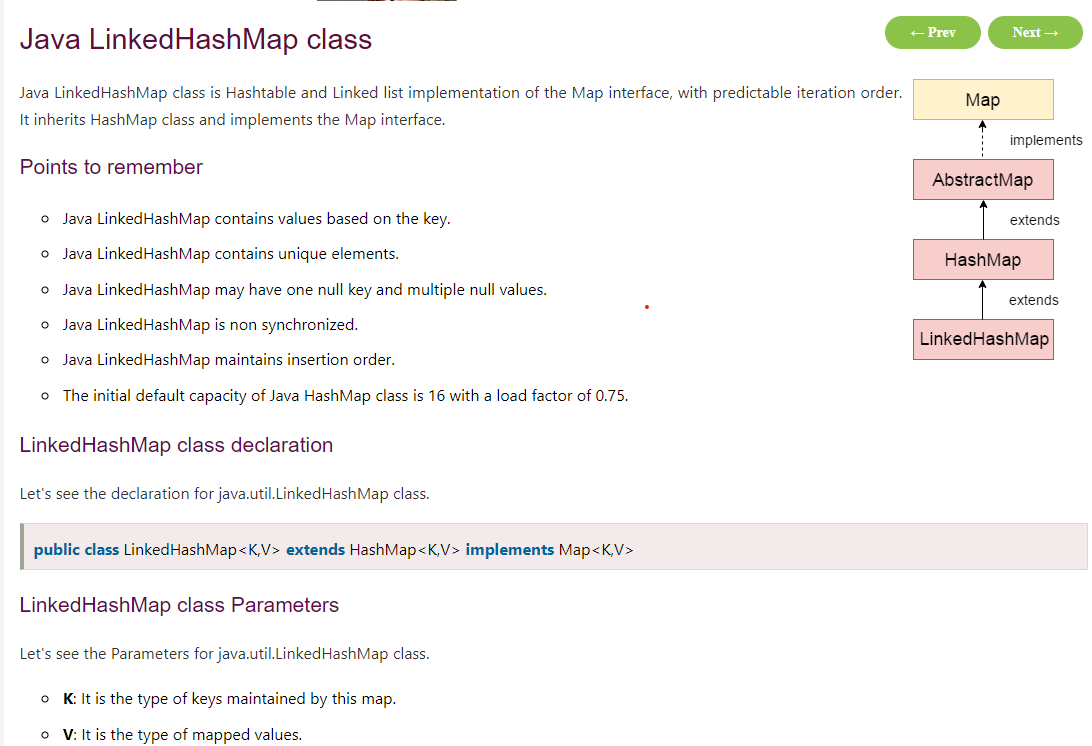 Java LinkedHashMap class
← Prev
Next →
Java LinkedHashMap class is Hashtable and Linked list implementation of the Map interface, with predictable iteration order.
It inherits HashMap class and implements the Map interface.
Map
implements
AbstractMap
extends
HashMap
extends
LinkedHashMap
Points to remember
Java LinkedHashMap contains values based on the key.
Java LinkedHashMap contains unique elements.
Java LinkedHashMap may have one null key and multiple null values.
Java LinkedHashMap is non synchronized.
Java LinkedHashMap maintains insertion order.
The initial default capacity of Java HashMap class is 16 with a load factor of 0.75.
LinkedHashMap class declaration
Let's see the declaration for java.util.LinkedHashMap class.
public class LinkedHashMap<K,V> extends HashMap<K,V> implements Map<K,V>
LinkedHashMap class Parameters
Let's see the Parameters for java.util.LinkedHashMap class.
K: It is the type of keys maintained by this map.
V: It is the type of mapped values.